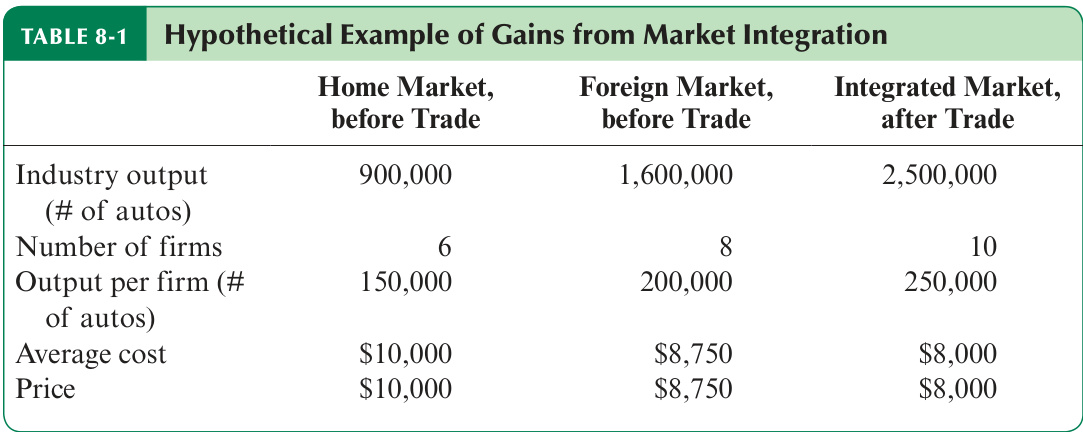 TABLE 8-1 Hypothetical Example of Gains from Market Integration
Home Market, Foreign Market, Integrated Market,
before Trade before Trade after Trade
Industry output 900,000 1,600,000 2,500,000
(# of autos)
Number of firms 6 8 10
Output per firm (# 150,000 200,000 250,000
of autos)
Average cost $10,000 $8,750 $8,000
Price $10,000 $8,750 $8,000